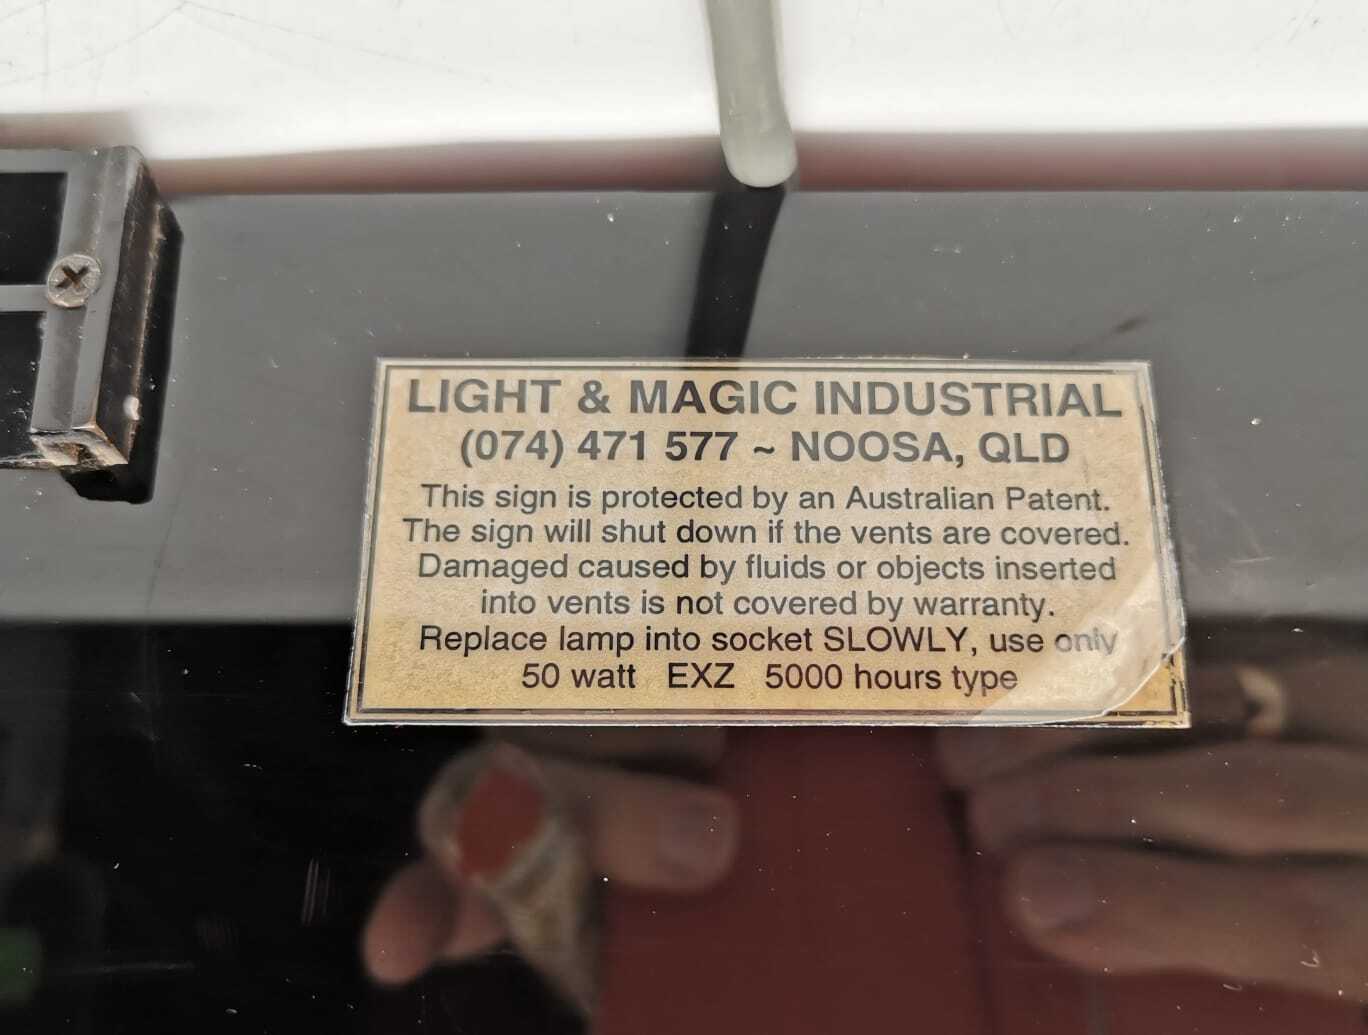 LIGHT & MAGIC INDUSTRIAL
(074) 471 577 ~ NOOSA, QLD
This sign is protected by an Australian Patent.
The sign will shut down if the vents are covered.
Damaged caused by fluids or objects inserted
into vents is not covered by warranty.
Replace lamp into socket SLOWLY, use only
50 watt EXZ 5000 hours type